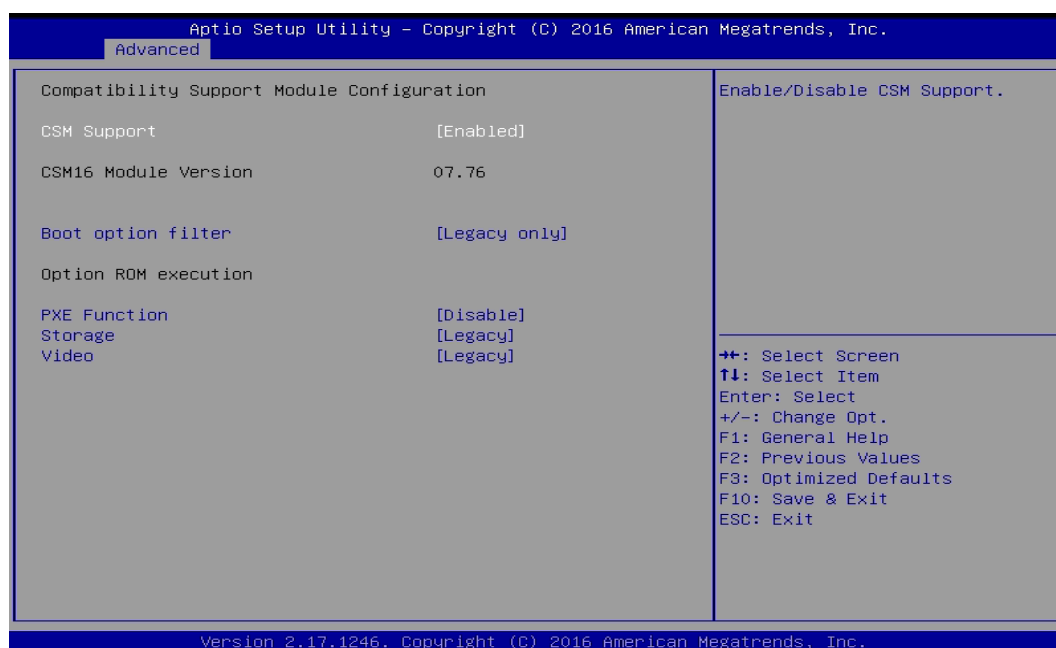 Aptio Setup Utility – Copyright (C) 2016 American Megatrends, Inc.
Advanced
Compatibility Support Module Configuration
CSM Support [Enabled]
CSM16 Module Version 07.76
Boot option filter [Legacy only]
Option ROM execution
PXE Function [Disable]
Storage [Legacy]
Video [Legacy]
Enable/Disable CSM Support.
→←: Select Screen
↑↓: Select Item
Enter: Select
+/-: Change Opt.
F1: General Help
F2: Previous Values
F3: Optimized Defaults
F10: Save & Exit
ESC: Exit
Version 2.17.1246. Copyright (C) 2016 American Megatrends, Inc.